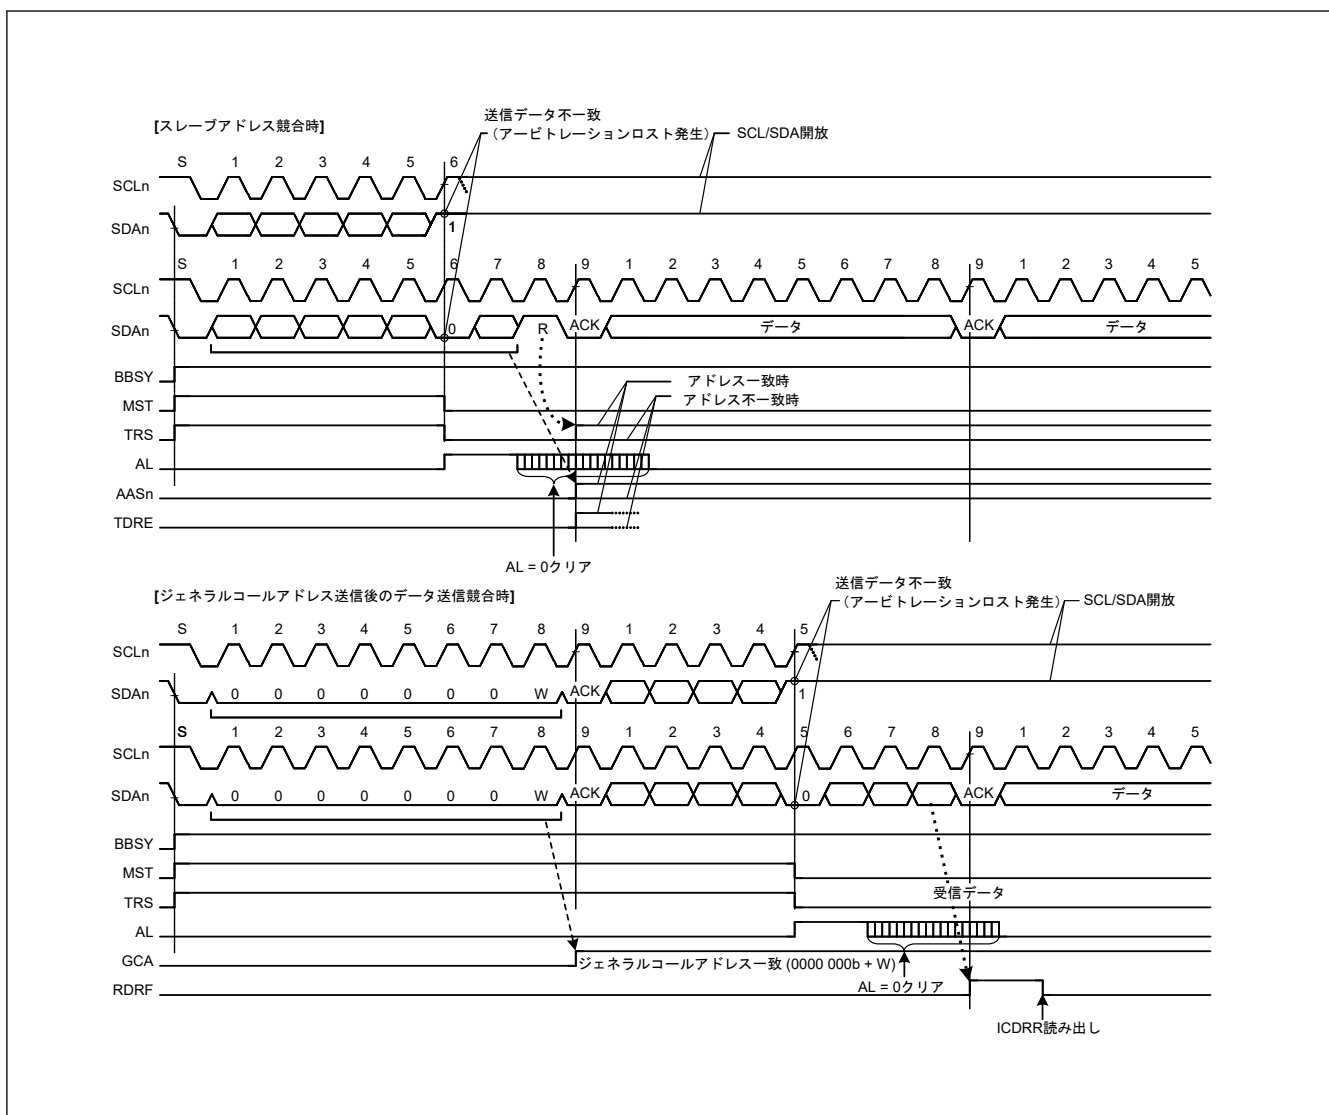 [スレーブアドレス競合時]
送信データ不一致
（アービトレーションロスト発生）
SCL/SDA開放
S 1 2 3 4 5 6
SCLn
SDAn 1
S 1 2 3 4 5 6 7 8 9 1 2 3 4 5 6 7 8 9 1 2 3 4 5
SCLn
SDAn 0 R ACK データ ACK データ
BBSY
アドレス一致時
MST
アドレス不一致時
TRS
AL
AASn
TDRE
AL = 0クリア
[ジェネラルコールアドレス送信後のデータ送信競合時]
送信データ不一致
（アービトレーションロスト発生）
SCL/SDA開放
S 1 2 3 4 5 6 7 8 9 1 2 3 4 5
SCLn
SDAn 0 0 0 0 0 0 0 W ACK 1
S 1 2 3 4 5 6 7 8 9 1 2 3 4 5 6 7 8 9 1 2 3 4 5
SCLn
SDAn 0 0 0 0 0 0 0 W ACK 0 ACK データ
BBSY
MST
受信データ
TRS
AL
GCA
ジェネラルコールアドレス一致 (0000 000b + W)
AL = 0クリア
RDRF
ICDRR読み出し